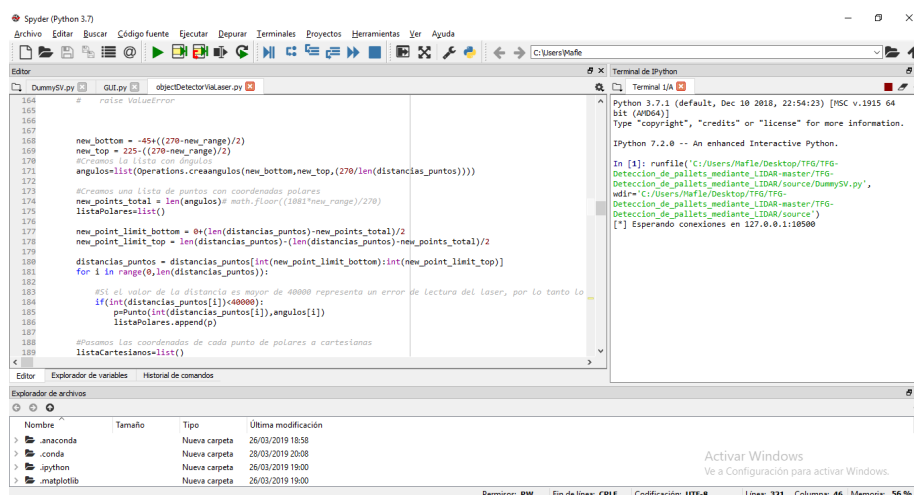 Spyder (Python 3.7)
Archivo Editar Buscar Código fuente Ejecutar Depurar Terminales Proyectos Herramientas Ver Ayuda
C:\Users\Mafle
Editor
DummySV.py GUI.py objectDetectorViaLaser.py
164 # raise ValueError
165
166
167
168 new_bottom = -45+((270-new_range)/2)
169 new_top = 225-((270-new_range)/2)
170 #Creamos la lista con ángulos
171 angulos=list(Operations.creaangulos(new_bottom,new_top,(270/len(distancias_puntos))))
172
173 #Creamos una lista de puntos con coordenadas polares
174 new_points_total = len(angulos)# math.floor((1081*new_range)/270)
175 listaPolares=list()
176
177 new_point_limit_bottom = 0+(len(distancias_puntos)-new_points_total)/2
178 new_point_limit_top = len(distancias_puntos)-(len(distancias_puntos)-new_points_total)/2
179
180 distancias_puntos = distancias_puntos[int(new_point_limit_bottom):int(new_point_limit_top)]
181 for i in range(0,len(distancias_puntos)):
182
183 #Si el valor de la distancia es mayor de 40000 representa un error de lectura del laser, por lo tanto lo
184 if(int(distancias_puntos[i])<40000):
185 p=Punto(int(distancias_puntos[i]),angulos[i])
186 listaPolares.append(p)
187
188 #Pasamos las coordenadas de cada punto de polares a cartesianas
189 listaCartesianos=list()
Editor Explorador de variables Historial de comandos
Terminal de IPython
Terminal 1/A
Python 3.7.1 (default, Dec 10 2018, 22:54:23) [MSC v.1915 64
bit (AMD64)]
Type "copyright", "credits" or "license" for more information.
IPython 7.2.0 -- An enhanced Interactive Python.
In [1]: runfile('C:/Users/Mafle/Desktop/TFG/TFG-
Deteccion_de_pallets_mediante_LIDAR-master/TFG-
Deteccion_de_pallets_mediante_LIDAR/source/DummySV.py',
wdir='C:/Users/Mafle/Desktop/TFG/TFG-
Deteccion_de_pallets_mediante_LIDAR-master/TFG-
Deteccion_de_pallets_mediante_LIDAR/source')
[*] Esperando conexiones en 127.0.0.1:10500
Explorador de archivos
Nombre Tamaño Tipo Última modificación
.anaconda Nueva carpeta 26/03/2019 18:58
.conda Nueva carpeta 28/03/2019 20:08
.ipython Nueva carpeta 26/03/2019 19:00
.matplotlib Nueva carpeta 26/03/2019 19:00
Activar Windows
Ve a Configuración para activar Windows.
Permisos: RW Fin de línea: CRLF Codificación: UTF-8 Línea: 331 Columna: 46 Memoria: 56 %